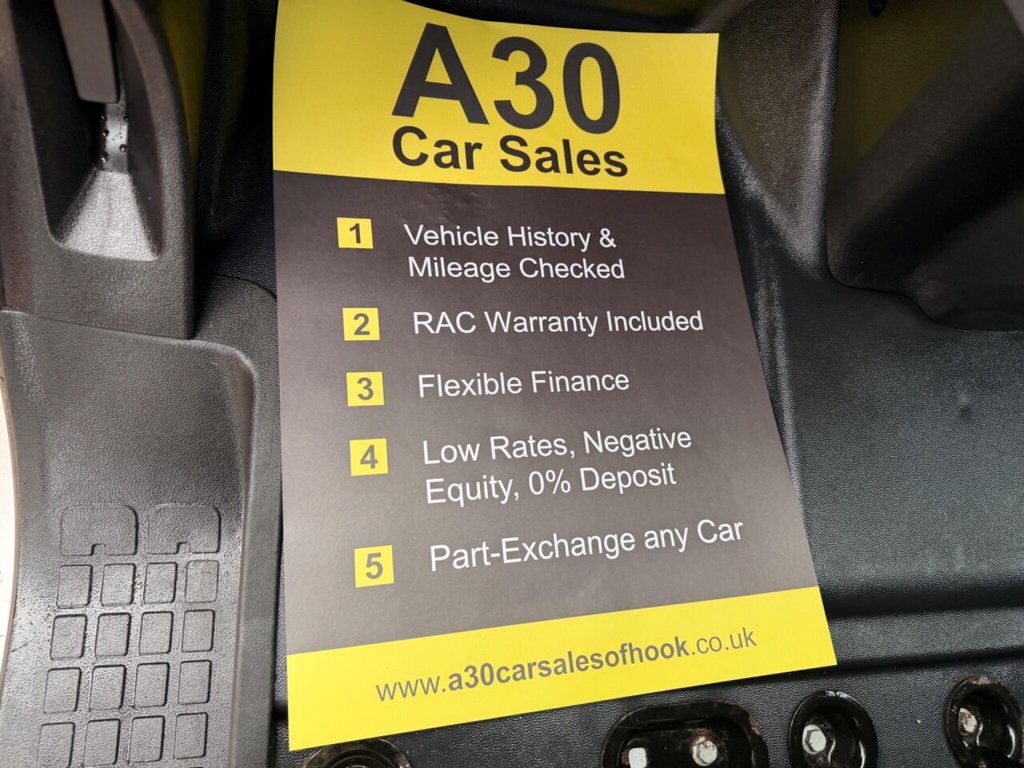 A30
Car Sales
1 Vehicle History &
Mileage Checked
2 RAC Warranty Included
3 Flexible Finance
4 Low Rates, Negative
Equity, 0% Deposit
5 Part-Exchange any Car
www.a30carsalesofhook.co.uk